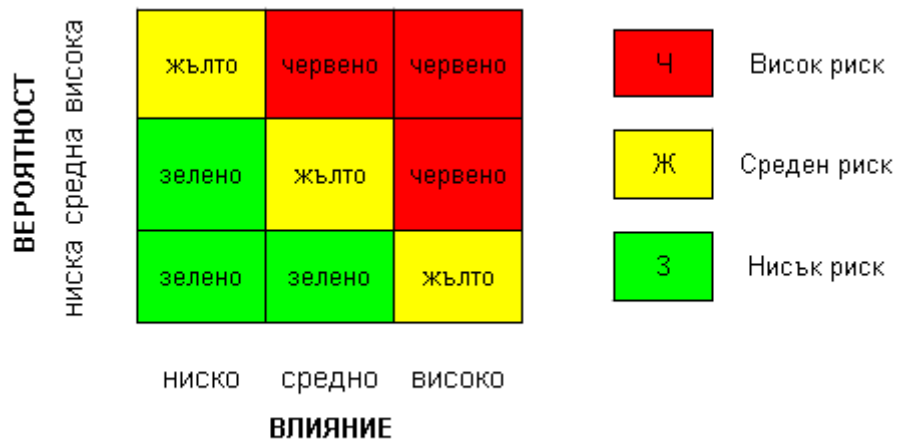 ВЕРОЯТНОСТ
висока
средна
ниска
жълто червено червено
зелено жълто червено
зелено зелено жълто
ниско средно високо
ВЛИЯНИЕ
Ч Висок риск
Ж Среден риск
З Нисък риск